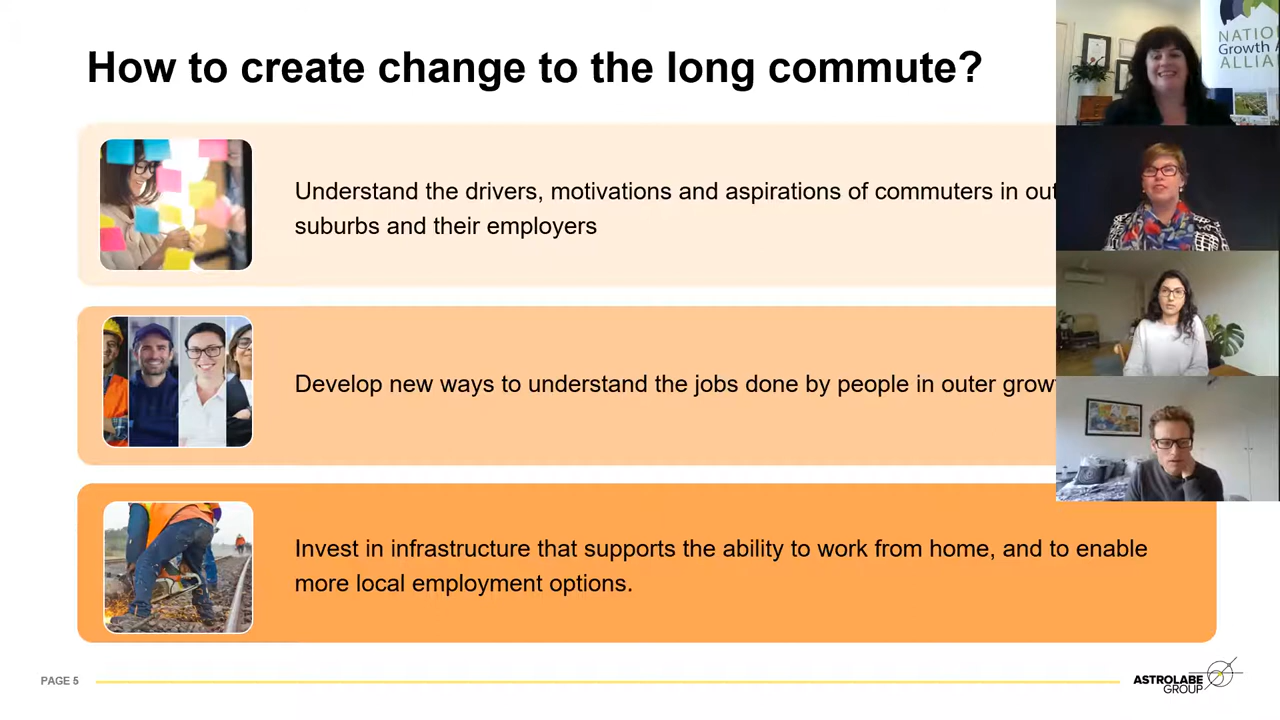 How to create change to the long commute?
NATIO
Growth A
ALLIA
Understand the drivers, motivations and aspirations of commuters in out
suburbs and their employers
Develop new ways to understand the jobs done by people in outer grow
Invest in infrastructure that supports the ability to work from home, and to enable
more local employment options.
PAGE 5
ASTROLABE
GROUP